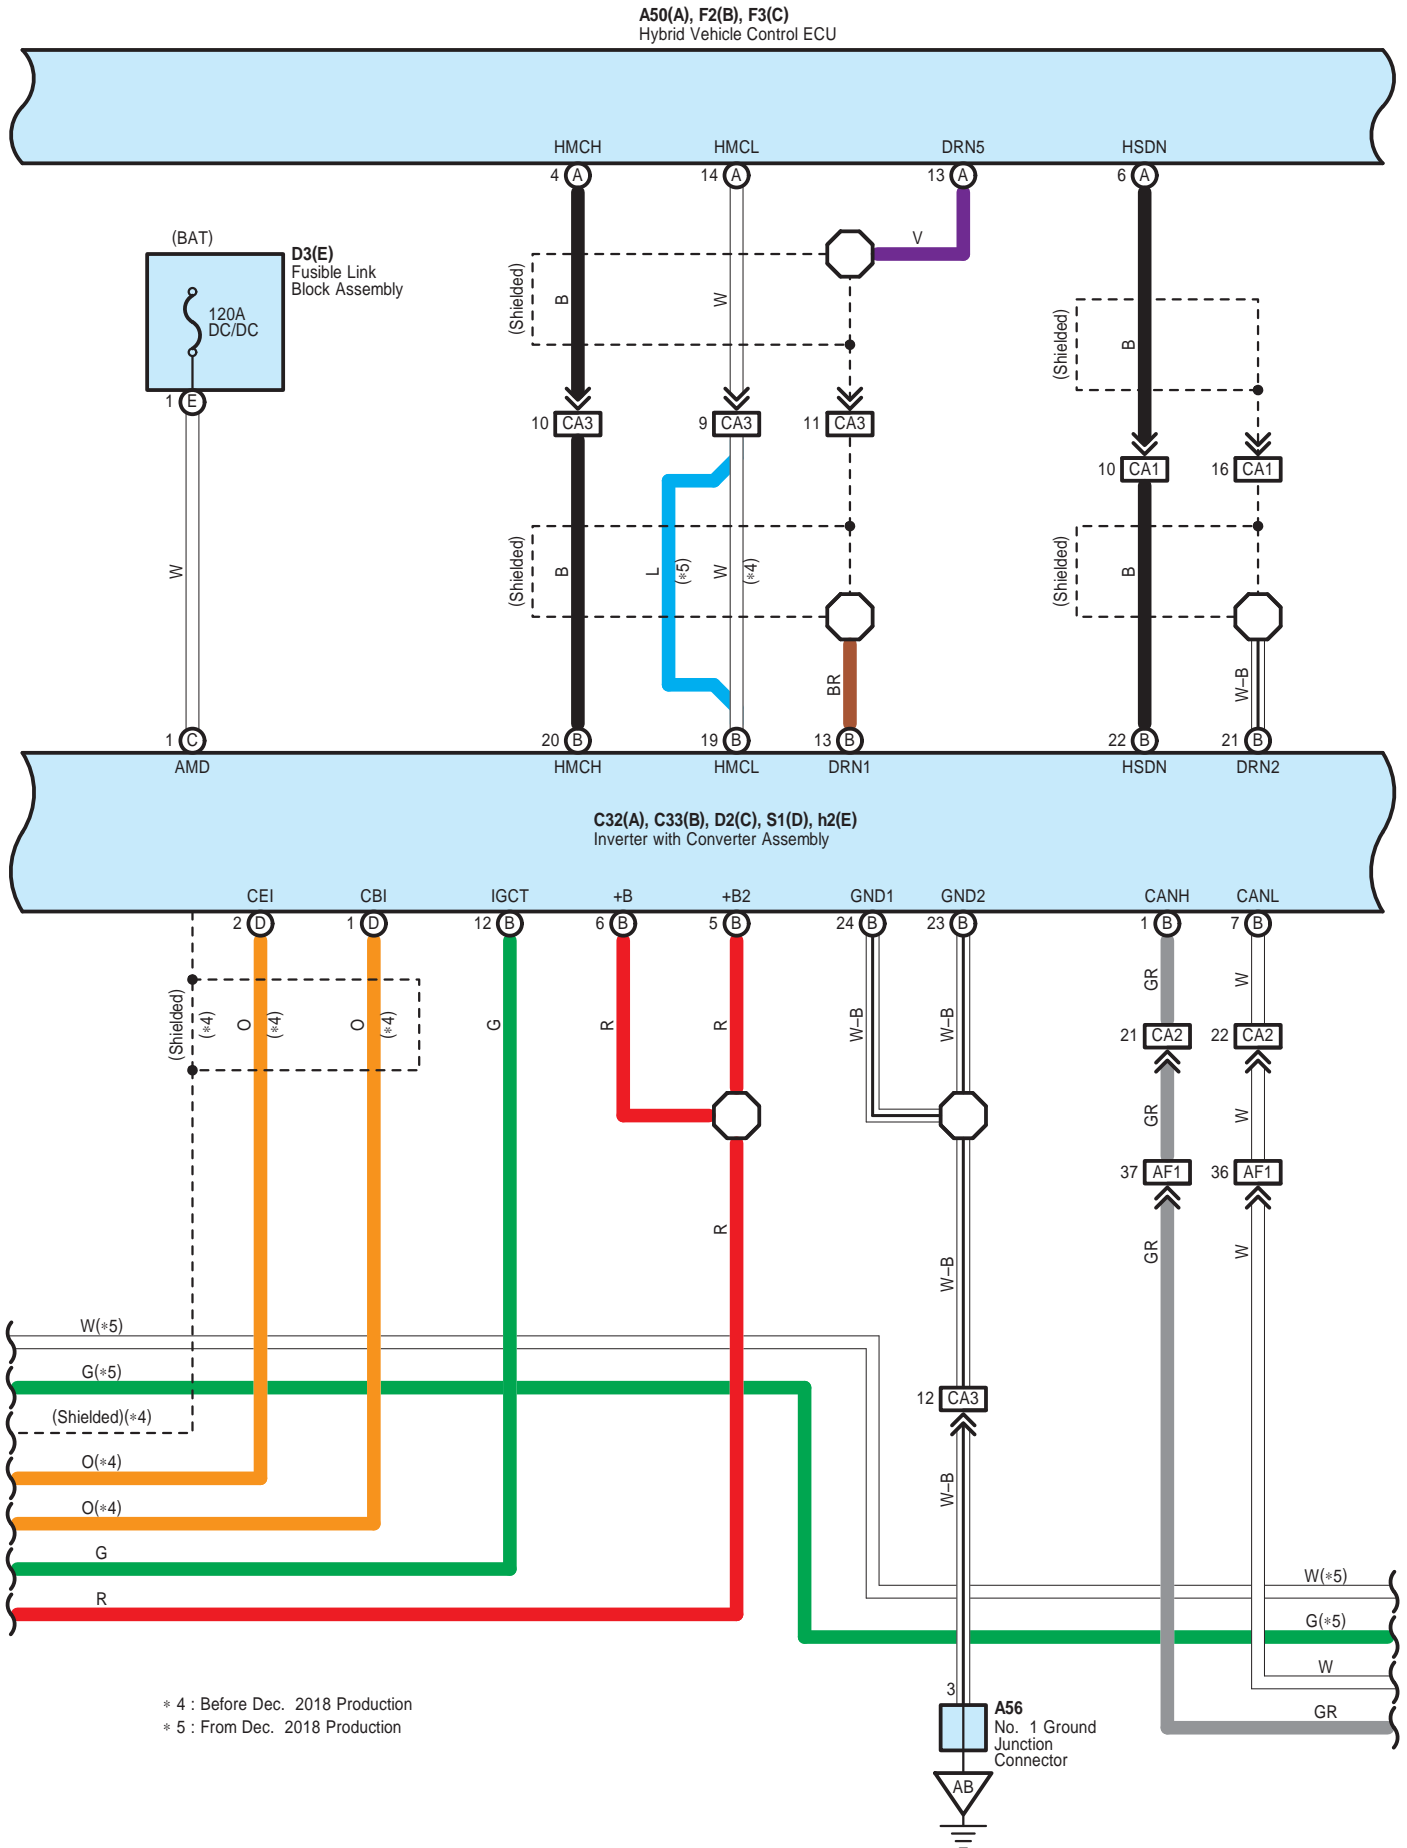 A50(A), F2(B), F3(C)
Hybrid Vehicle Control ECU
HMCH HMCL DRN5 HSDN
4 A 14 A 13 A 6 A
(BAT)
D3(E)
Fusible Link
Block Assembly
120A
DC/DC
1 E
V
(Shielded) B W
(Shielded) B
10 CA3 9 CA3 11 CA3
10 CA1 16 CA1
W
(Shielded) B L (*5) W (*4)
(Shielded) B
BR W–B
1 C 20 B 19 B 13 B 22 B 21 B
AMD HMCH HMCL DRN1 HSDN DRN2
C32(A), C33(B), D2(C), S1(D), h2(E)
Inverter with Converter Assembly
CEI CBI IGCT +B +B2 GND1 GND2 CANH CANL
2 D 1 D 12 B 6 B 5 B 24 B 23 B 1 B 7 B
(Shielded) (*4) O (*4) O (*4) G R R W–B W–B GR W
21 CA2 22 CA2
GR W
37 AF1 36 AF1
R W–B GR W
W(*5)
G(*5)
12 CA3
(Shielded)(*4)
O(*4)
W–B
O(*4)
G
W(*5)
R
G(*5)
W
GR
* 4 : Before Dec. 2018 Production
* 5 : From Dec. 2018 Production
3
A56
No. 1 Ground
Junction
Connector
AB